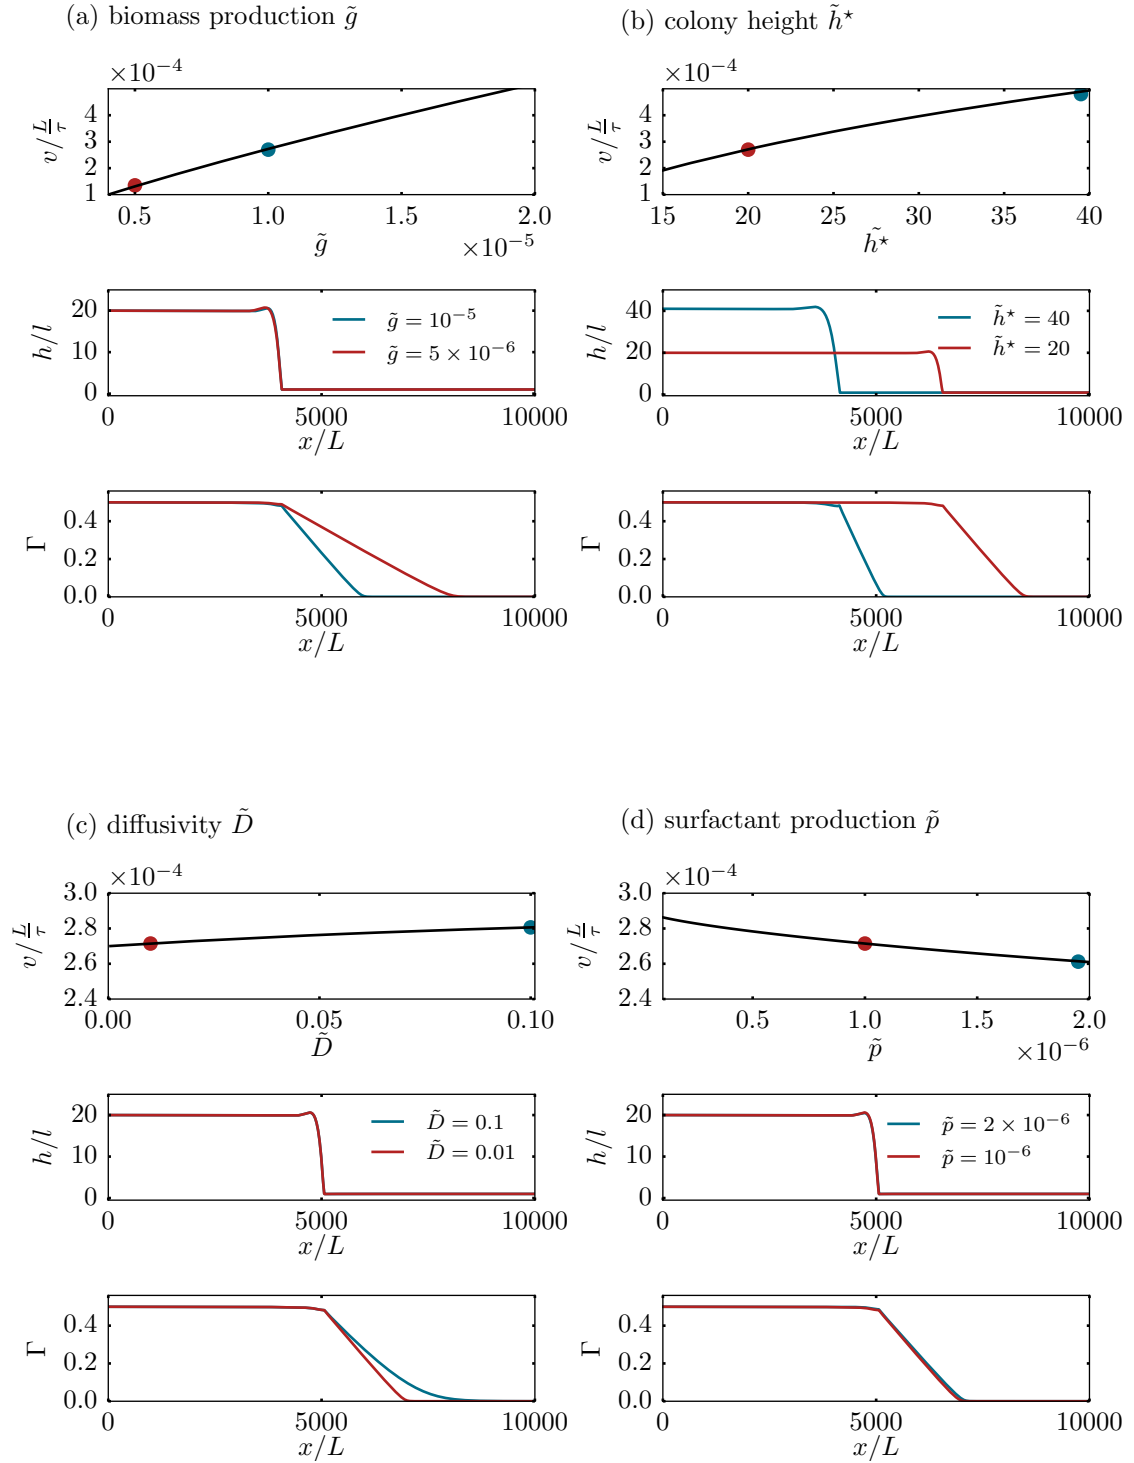 (a) biomass production g̃
×10⁻⁴
v/L/τ
4
3
2
1
0.5 1.0 1.5 2.0
g̃
×10⁻⁵
h/l
20
10
0
g̃ = 10⁻⁵
g̃ = 5 × 10⁻⁶
0 5000 10000
x/L
Γ
0.4
0.2
0.0
0 5000 10000
x/L
(b) colony height h̃⋆
×10⁻⁴
v/L/τ
4
3
2
1
15 20 25 30 35 40
h̃⋆
h/l
40
20
0
h̃⋆ = 40
h̃⋆ = 20
0 5000 10000
x/L
Γ
0.4
0.2
0.0
0 5000 10000
x/L
(c) diffusivity D̃
×10⁻⁴
v/L/τ
3.0
2.8
2.6
2.4
0.00 0.05 0.10
D̃
h/l
20
10
0
D̃ = 0.1
D̃ = 0.01
0 5000 10000
x/L
Γ
0.4
0.2
0.0
0 5000 10000
x/L
(d) surfactant production p̃
×10⁻⁴
v/L/τ
3.0
2.8
2.6
2.4
0.5 1.0 1.5 2.0
p̃
×10⁻⁶
h/l
20
10
0
p̃ = 2 × 10⁻⁶
p̃ = 10⁻⁶
0 5000 10000
x/L
Γ
0.4
0.2
0.0
0 5000 10000
x/L